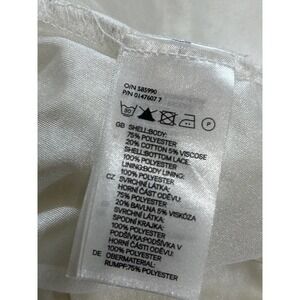 O/N 585990
P/N 0147607 7
GB SHELL:BODY:
75% POLYESTER
20% COTTON 5% VISCOSE
SHELL:BOTTOM LACE:
100% POLYESTER
LINING:BODY LINING:
100% POLYESTER
CZ SVRCHNÍ LÁTKA:
HORNÍ ČÁST ODĚVU:
75% POLYESTER
20% BAVLNA 5% VISKÓZA
SVRCHNÍ LÁTKA:
SPODNÍ KRAJKA:
100% POLYESTER
PODŠÍVKA:PODŠÍVKA V
HORNÍ ČÁSTI ODĚVU:
100% POLYESTER
DE OBERMATERIAL:
RUMPF:75% POLYESTER